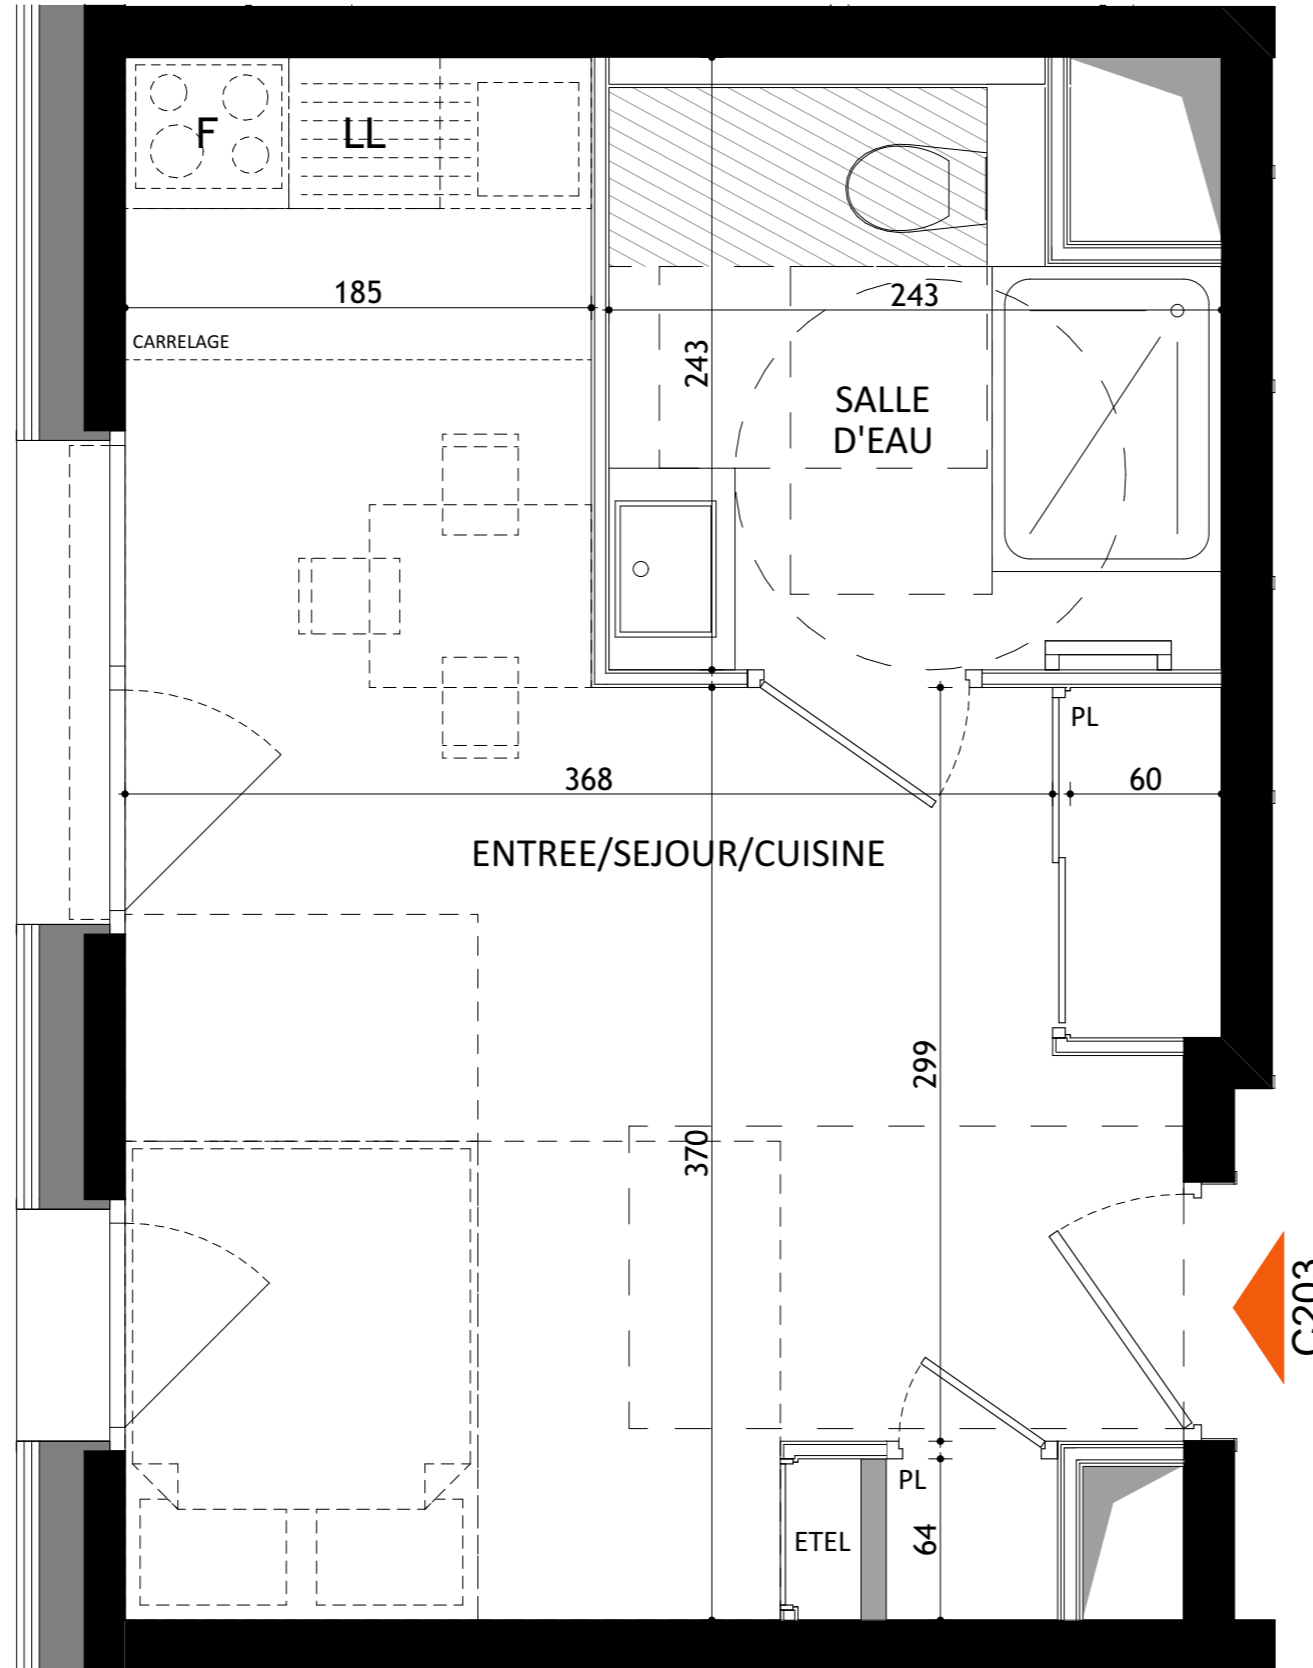 F
LL
185
243
CARRELAGE
243
SALLE
D'EAU
PL
368
60
ENTREE/SEJOUR/CUISINE
299
370
C203
PL
ETEL
64